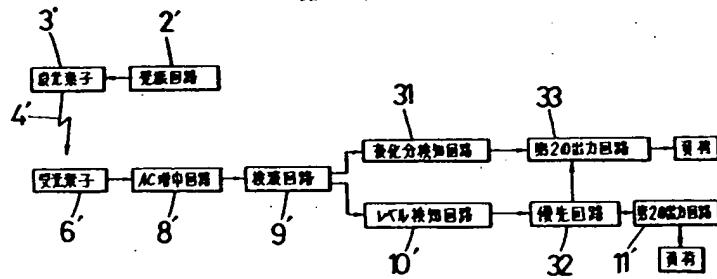 3'
2'
投光素子
発振回路
4'
31
33
変化分検知回路
第2の出力回路
負荷
受光素子
AC増巾回路
検波回路
レベル検知回路
優先回路
第2の出力回路
6'
8'
9'
10'
32
11'
負荷